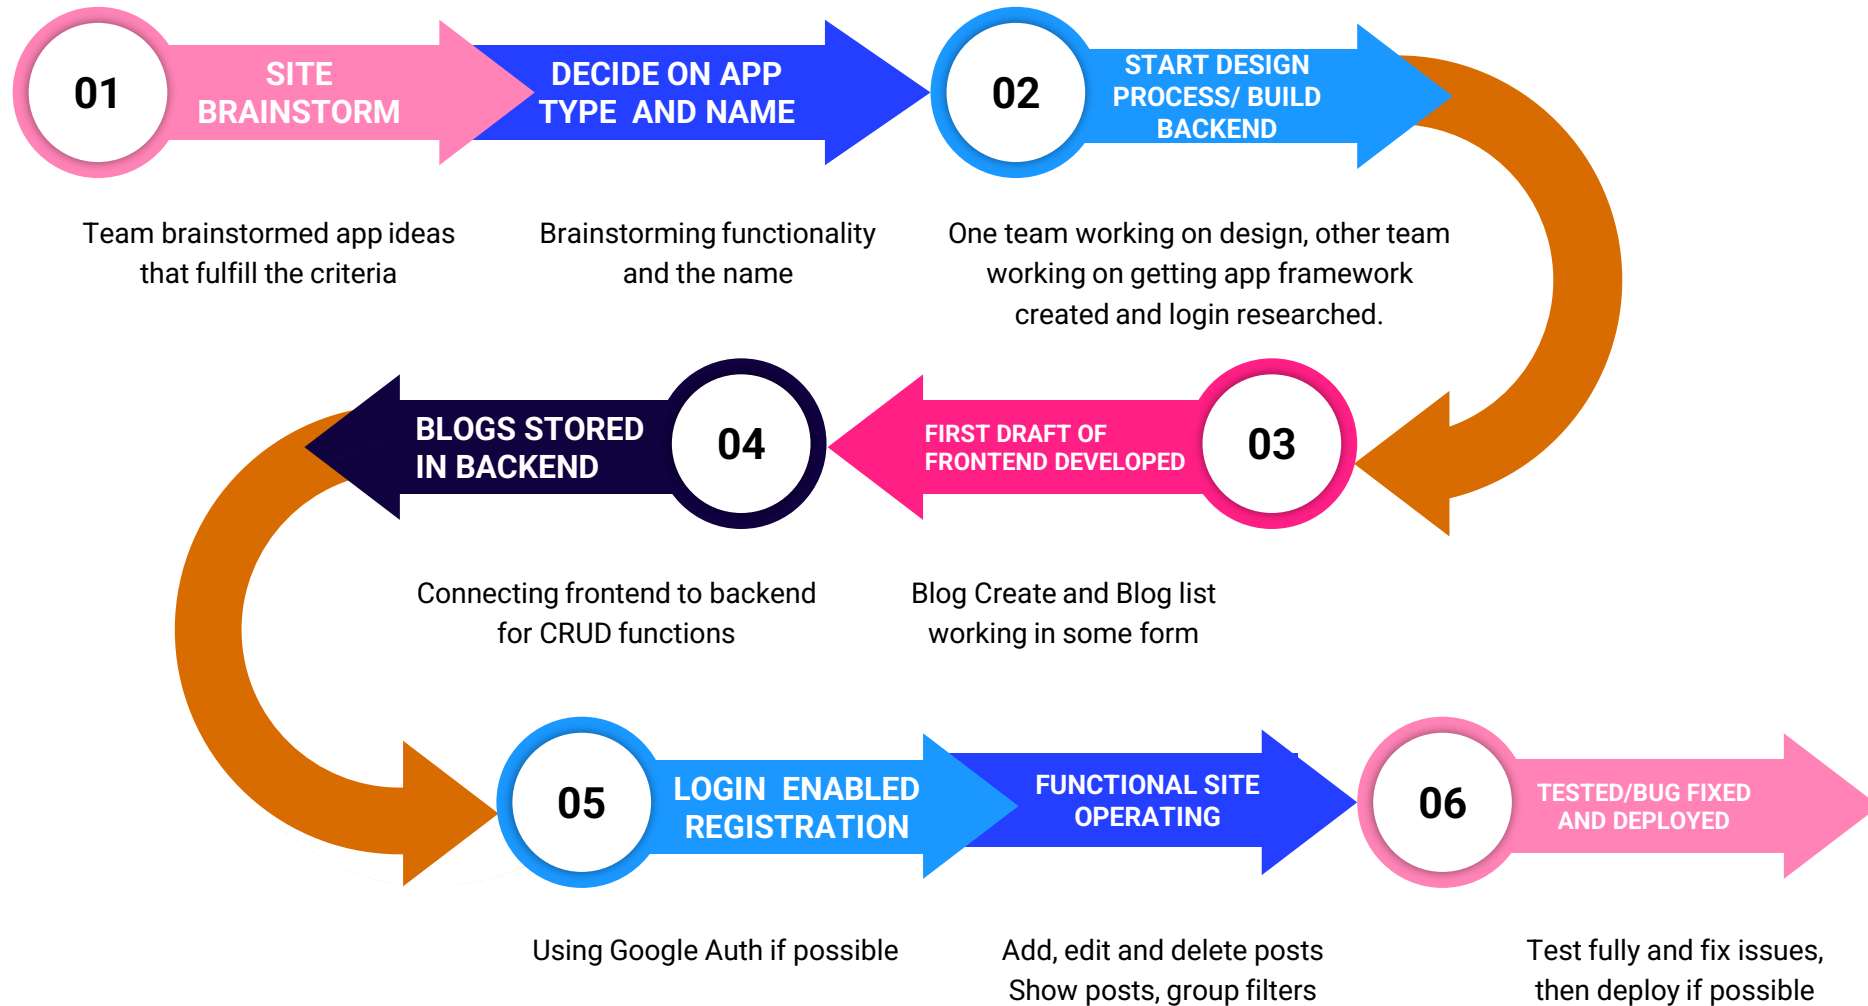 01
SITE
BRAINSTORM
DECIDE ON APP
TYPE AND NAME
02
START DESIGN
PROCESS/ BUILD
BACKEND
Team brainstormed app ideas
that fulfill the criteria
Brainstorming functionality
and the name
One team working on design, other team
working on getting app framework
created and login researched.
03
FIRST DRAFT OF
FRONTEND DEVELOPED
04
BLOGS STORED
IN BACKEND
Blog Create and Blog list
working in some form
Connecting frontend to backend
for CRUD functions
05
LOGIN ENABLED
REGISTRATION
FUNCTIONAL SITE
OPERATING
06
TESTED/BUG FIXED
AND DEPLOYED
Using Google Auth if possible
Add, edit and delete posts
Show posts, group filters
Test fully and fix issues,
then deploy if possible